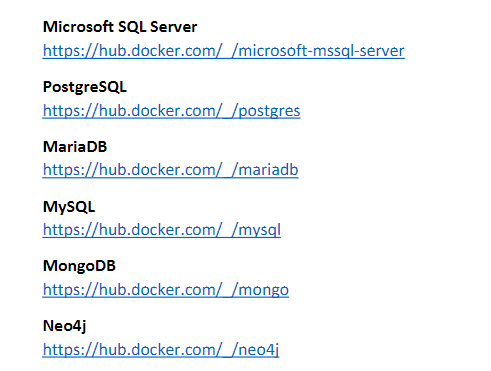 Microsoft SQL Server
https://hub.docker.com/_/microsoft-mssql-server
PostgreSQL
https://hub.docker.com/_/postgres
MariaDB
https://hub.docker.com/_/mariadb
MySQL
https://hub.docker.com/_/mysql
MongoDB
https://hub.docker.com/_/mongo
Neo4j
https://hub.docker.com/_/neo4j